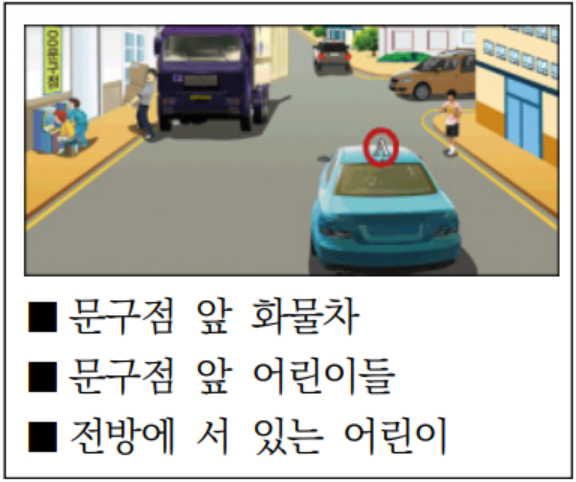 ○○문구점
A
■ 문구점 앞 화물차
■ 문구점 앞 어린이들
■ 전방에 서 있는 어린이